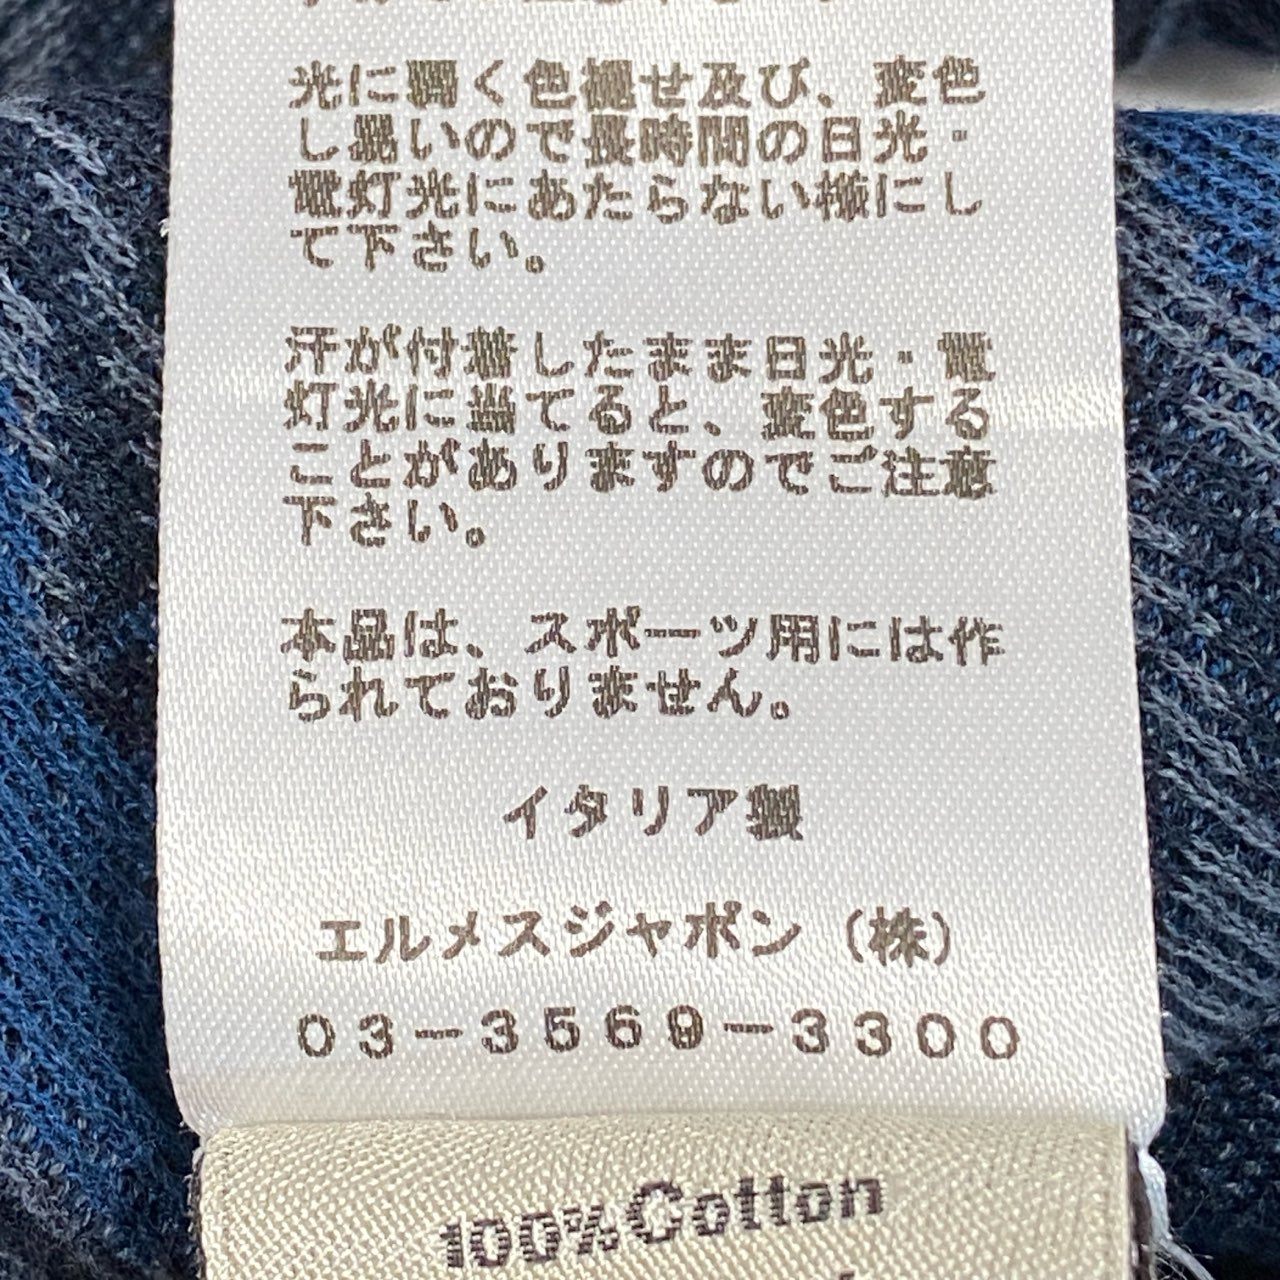 光に弱く色褪せ及び、変色
し易いので長時間の日光・
電灯光にあたらない様にし
て下さい。
汗が付着したまま日光・電
灯光に当てると、変色する
ことがありますのでご注意
下さい。
本品は、スポーツ用には作
られておりません。
イタリア製
エルメスジャポン（株）
03-3569-3300
100%Cotton